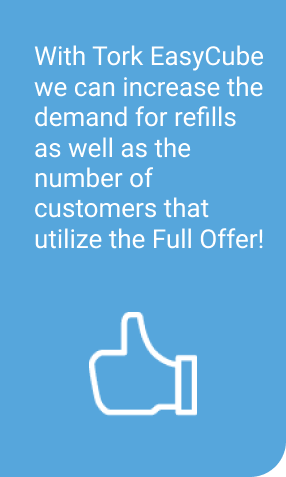 With Tork EasyCube
we can increase the
demand for refills
as well as the
number of
customers that
utilize the Full Offer!